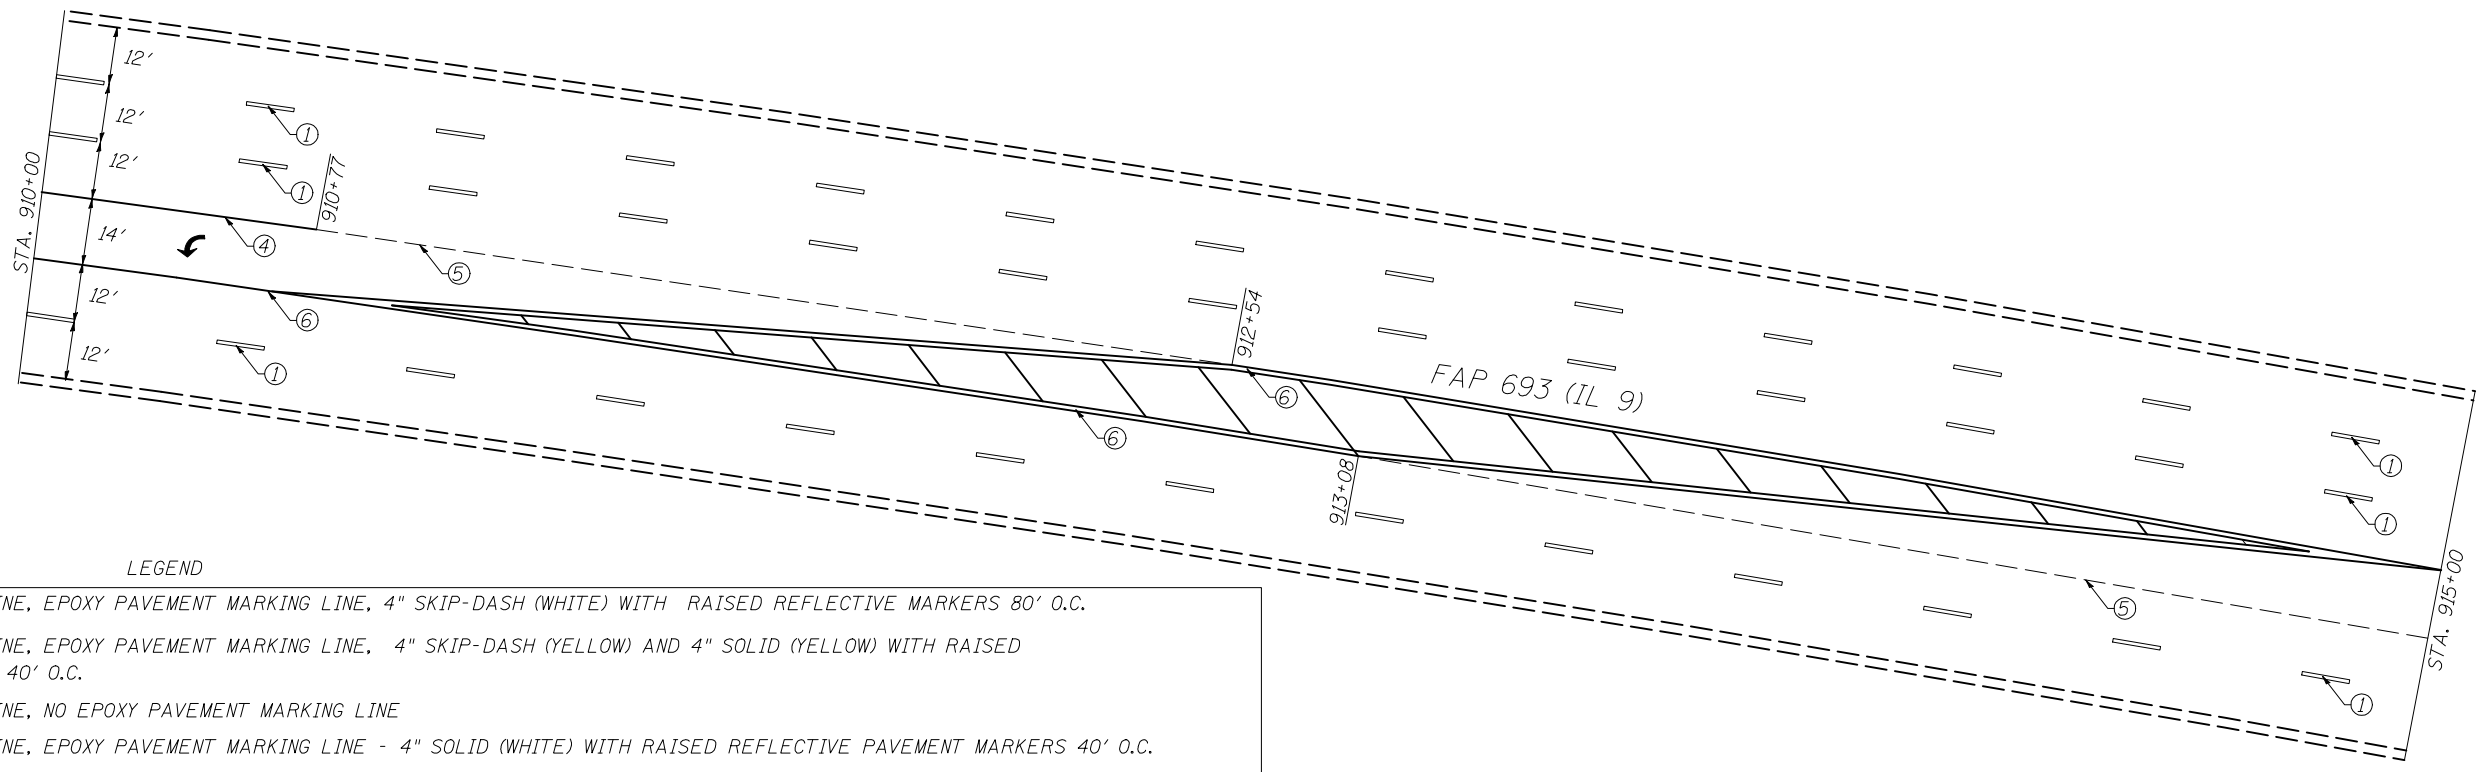 12'
12'
12'
14'
12'
12'
STA. 910+00
1
1
910+77
4
5
6
1
912+54
6
6
FAP 693 (IL 9)
913+08
1
1
5
1
STA. 915+00
LEGEND
INE, EPOXY PAVEMENT MARKING LINE, 4" SKIP-DASH (WHITE) WITH RAISED REFLECTIVE MARKERS 80' O.C.
INE, EPOXY PAVEMENT MARKING LINE, 4" SKIP-DASH (YELLOW) AND 4" SOLID (YELLOW) WITH RAISED
40' O.C.
INE, NO EPOXY PAVEMENT MARKING LINE
INE, EPOXY PAVEMENT MARKING LINE - 4" SOLID (WHITE) WITH RAISED REFLECTIVE PAVEMENT MARKERS 40' O.C.